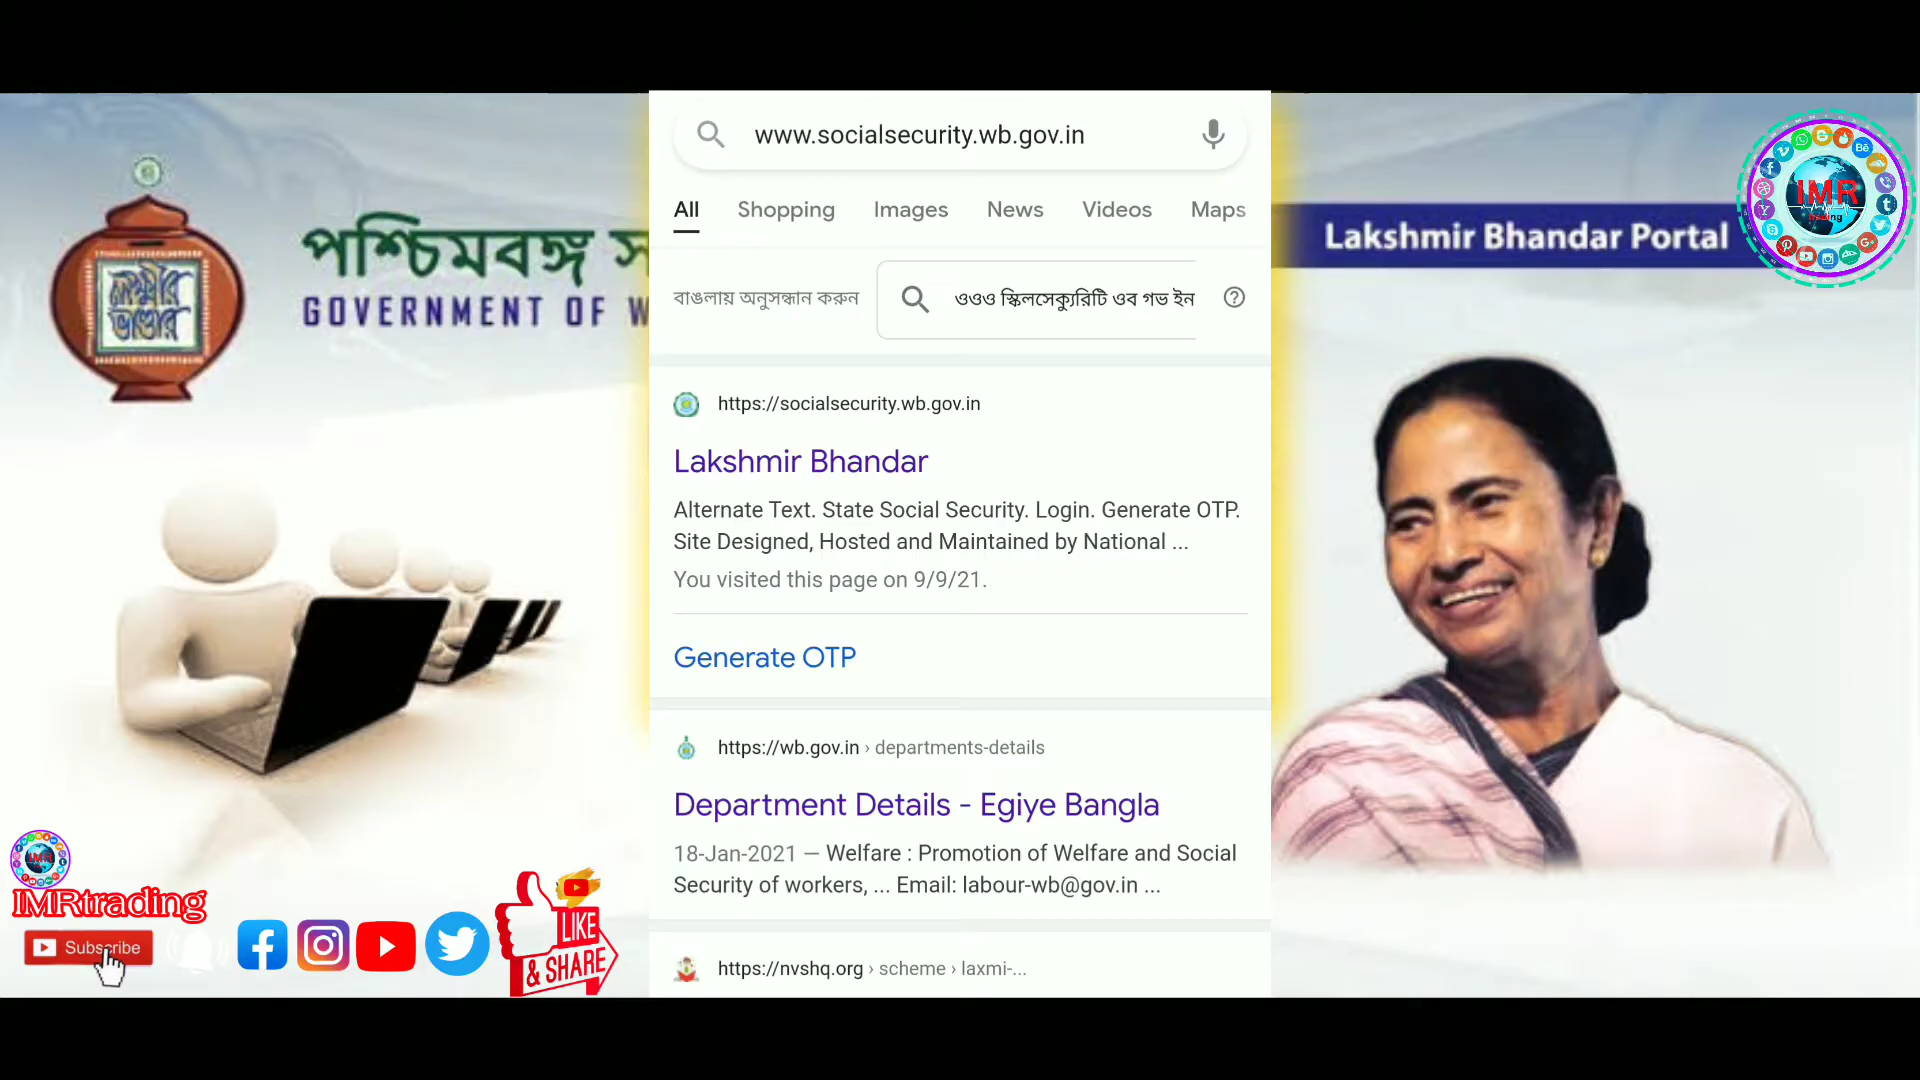 www.socialsecurity.wb.gov.in
All Shopping Images News Videos Maps
বাঙলায় অনুসন্ধান করুন
ওওও স্কিলসেক্যুরিটি ওব গভ ইন
https://socialsecurity.wb.gov.in
Lakshmir Bhandar
Alternate Text. State Social Security. Login. Generate OTP.
Site Designed, Hosted and Maintained by National ...
You visited this page on 9/9/21.
Generate OTP
https://wb.gov.in › departments-details
Department Details - Egiye Bangla
18-Jan-2021 — Welfare : Promotion of Welfare and Social
Security of workers, ... Email: labour-wb@gov.in ...
https://nvshq.org › scheme › laxmi-...
লক্ষ্মীর
ভাণ্ডার
পশ্চিমবঙ্গ স
GOVERNMENT OF W
Lakshmir Bhandar Portal
IMR
trading
IMR
IMRtrading
Subscribe
LIKE
& SHARE